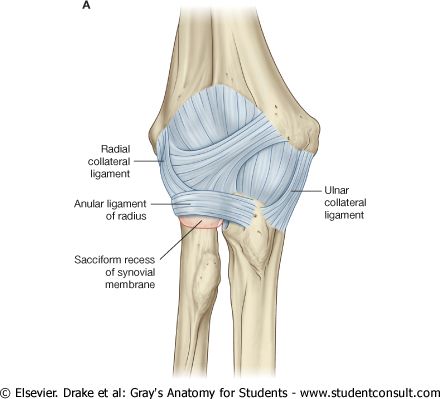 A
Radial
collateral
ligament
Anular ligament
of radius
Sacciform recess
of synovial
membrane
Ulnar
collateral
ligament
© Elsevier. Drake et al: Gray's Anatomy for Students - www.studentconsult.com